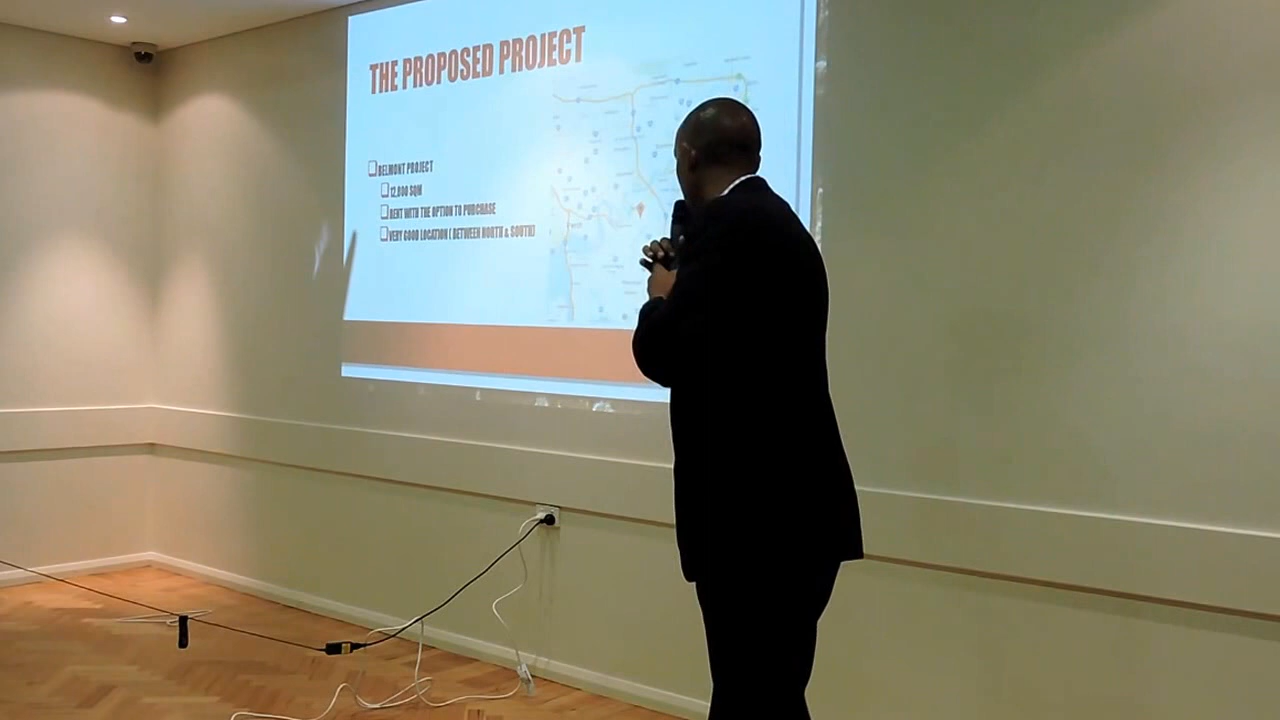 THE PROPOSED PROJECT
BELMONT PROJECT
12,800 SQM
RENT WITH THE OPTION TO PURCHASE
VERY GOOD LOCATION ( BETWEEN NORTH & SOUTH)